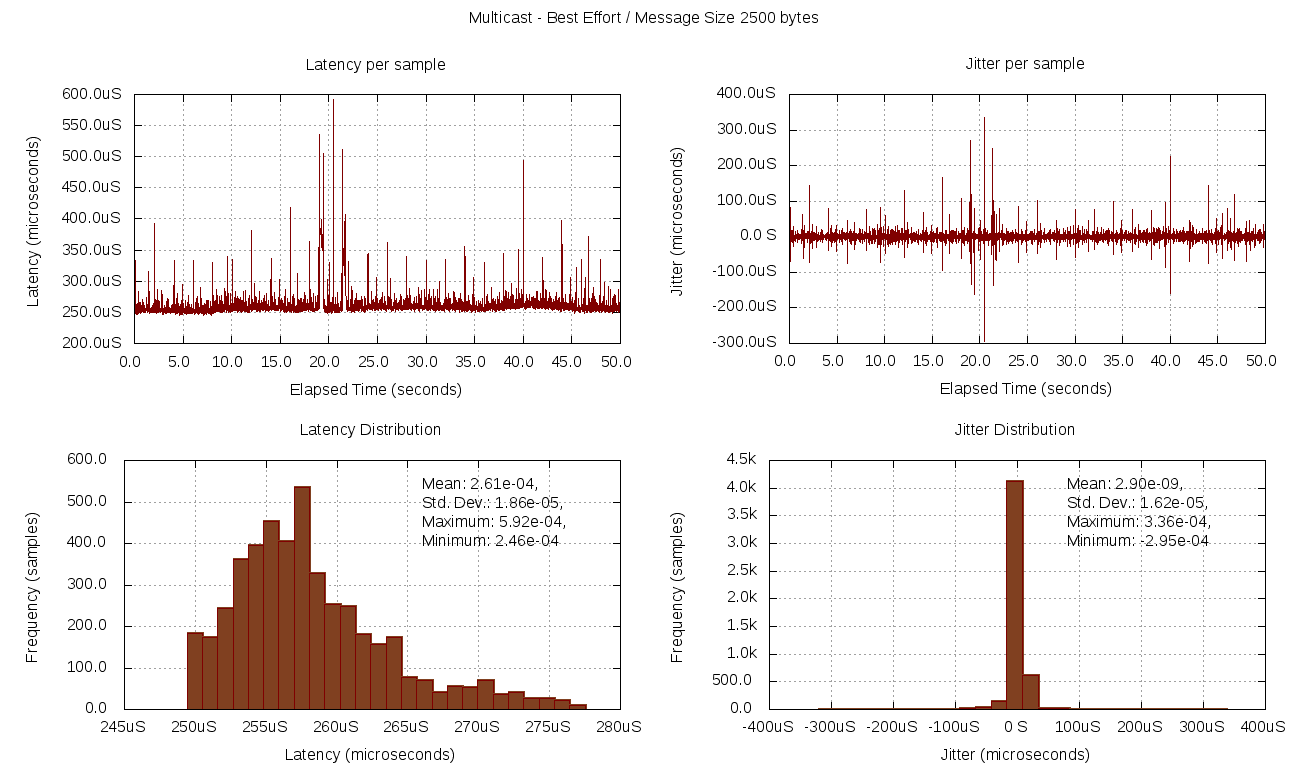 Multicast - Best Effort / Message Size 2500 bytes
Latency per sample
Latency (microseconds)
600.0uS
550.0uS
500.0uS
450.0uS
400.0uS
350.0uS
300.0uS
250.0uS
200.0uS
0.0 5.0 10.0 15.0 20.0 25.0 30.0 35.0 40.0 45.0 50.0
Elapsed Time (seconds)
Jitter per sample
Jitter (microseconds)
400.0uS
300.0uS
200.0uS
100.0uS
0.0 S
-100.0uS
-200.0uS
-300.0uS
0.0 5.0 10.0 15.0 20.0 25.0 30.0 35.0 40.0 45.0 50.0
Elapsed Time (seconds)
Latency Distribution
Frequency (samples)
600.0
500.0
400.0
300.0
200.0
100.0
0.0
Mean: 2.61e-04,
Std. Dev.: 1.86e-05,
Maximum: 5.92e-04,
Minimum: 2.46e-04
245uS 250uS 255uS 260uS 265uS 270uS 275uS 280uS
Latency (microseconds)
Jitter Distribution
Frequency (samples)
4.5k
4.0k
3.5k
3.0k
2.5k
2.0k
1.5k
1.0k
500.0
0.0
Mean: 2.90e-09,
Std. Dev.: 1.62e-05,
Maximum: 3.36e-04,
Minimum: -2.95e-04
-400uS -300uS -200uS -100uS 0 S 100uS 200uS 300uS 400uS
Jitter (microseconds)